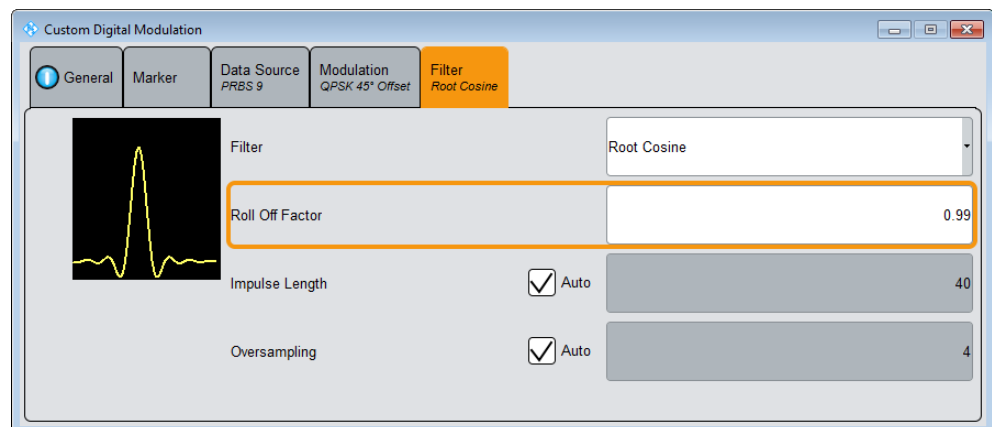 Custom Digital Modulation
General
Marker
Data Source
PRBS 9
Modulation
QPSK 45° Offset
Filter
Root Cosine
Filter
Root Cosine
Roll Off Factor
0.99
Impulse Length
Auto
40
Oversampling
Auto
4